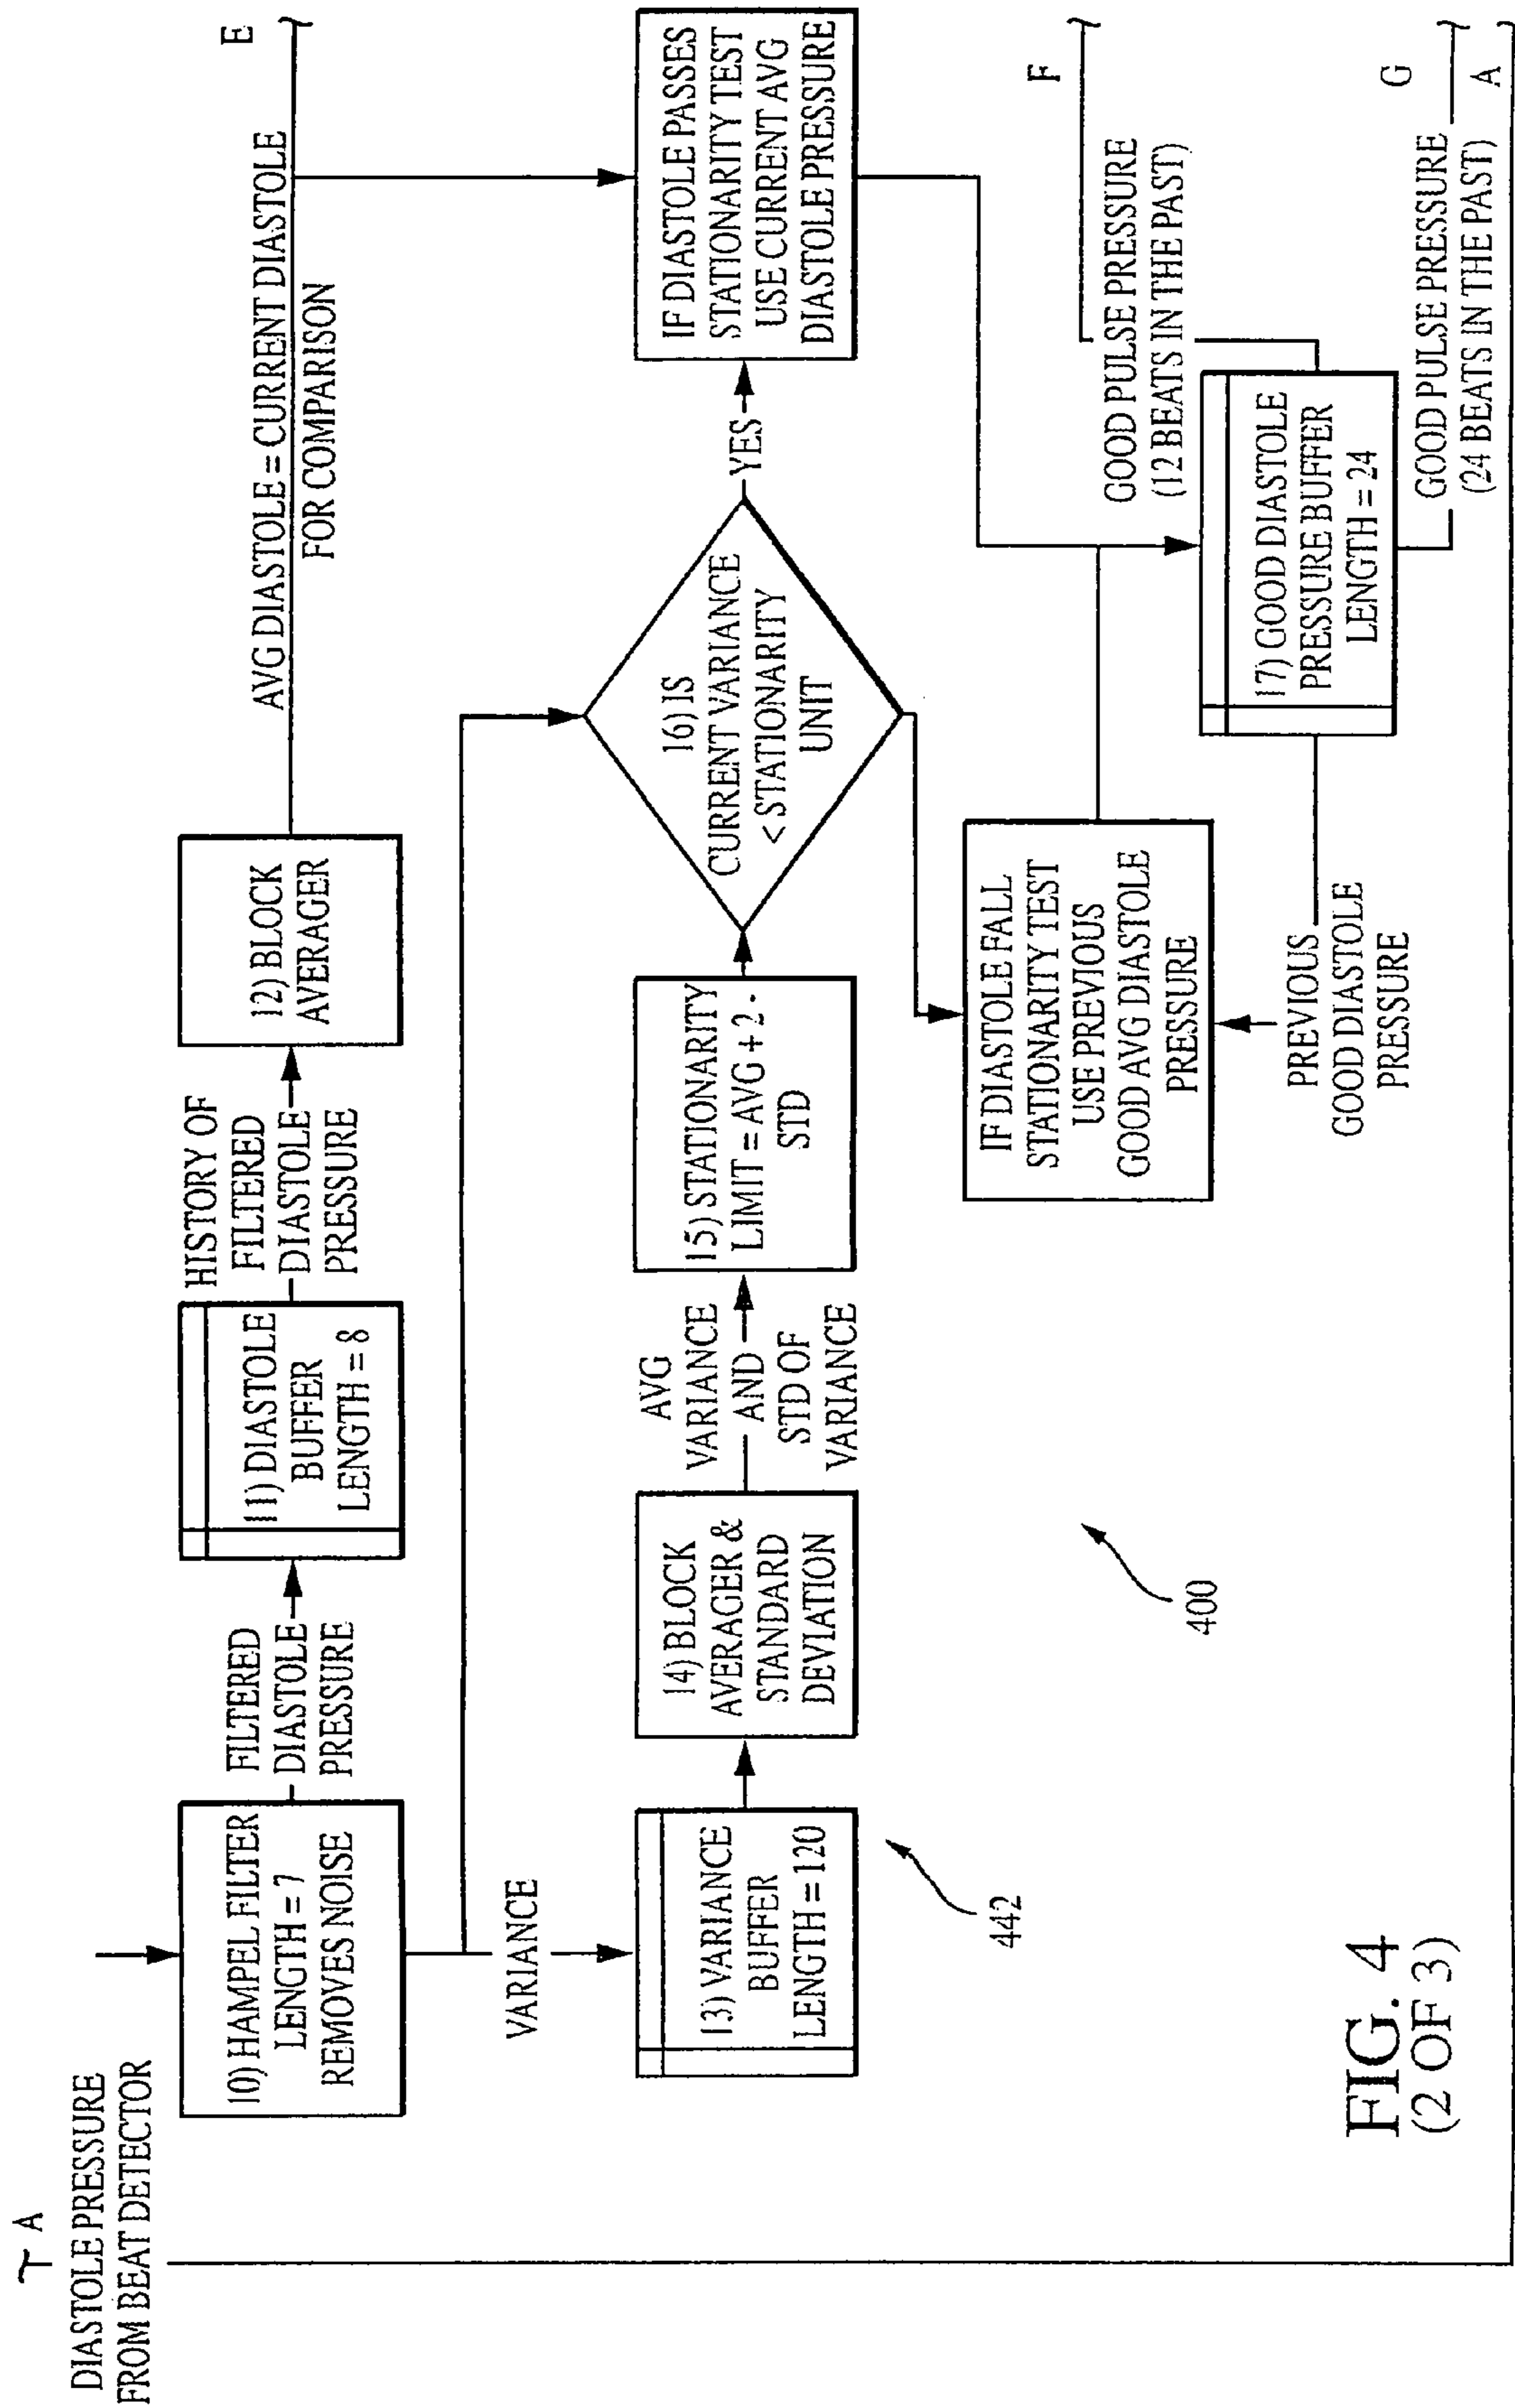 A
DIASTOLE PRESSURE
FROM BEAT DETECTOR
10) HAMPEL FILTER
LENGTH = 7
REMOVES NOISE
FILTERED
DIASTOLE
PRESSURE
11) DIASTOLE
BUFFER
LENGTH = 8
HISTORY OF
FILTERED
DIASTOLE
PRESSURE
12) BLOCK
AVERAGER
AVG DIASTOLE = CURRENT DIASTOLE
FOR COMPARISON
E
VARIANCE
13) VARIANCE
BUFFER
LENGTH = 120
442
14) BLOCK
AVERAGER &
STANDARD
DEVIATION
AVG
VARIANCE
AND
STD OF
VARIANCE
15) STATIONARITY
LIMIT = AVG + 2 ·
STD
16) IS
CURRENT VARIANCE
< STATIONARITY
UNIT
YES
IF DIASTOLE PASSES
STATIONARITY TEST
USE CURRENT AVG
DIASTOLE PRESSURE
IF DIASTOLE FALL
STATIONARITY TEST
USE PREVIOUS
GOOD AVG DIASTOLE
PRESSURE
PREVIOUS
GOOD DIASTOLE
PRESSURE
17) GOOD DIASTOLE
PRESSURE BUFFER
LENGTH = 24
GOOD PULSE PRESSURE
(12 BEATS IN THE PAST)
F
GOOD PULSE PRESSURE
(24 BEATS IN THE PAST)
G
A
400
FIG. 4
(2 OF 3)